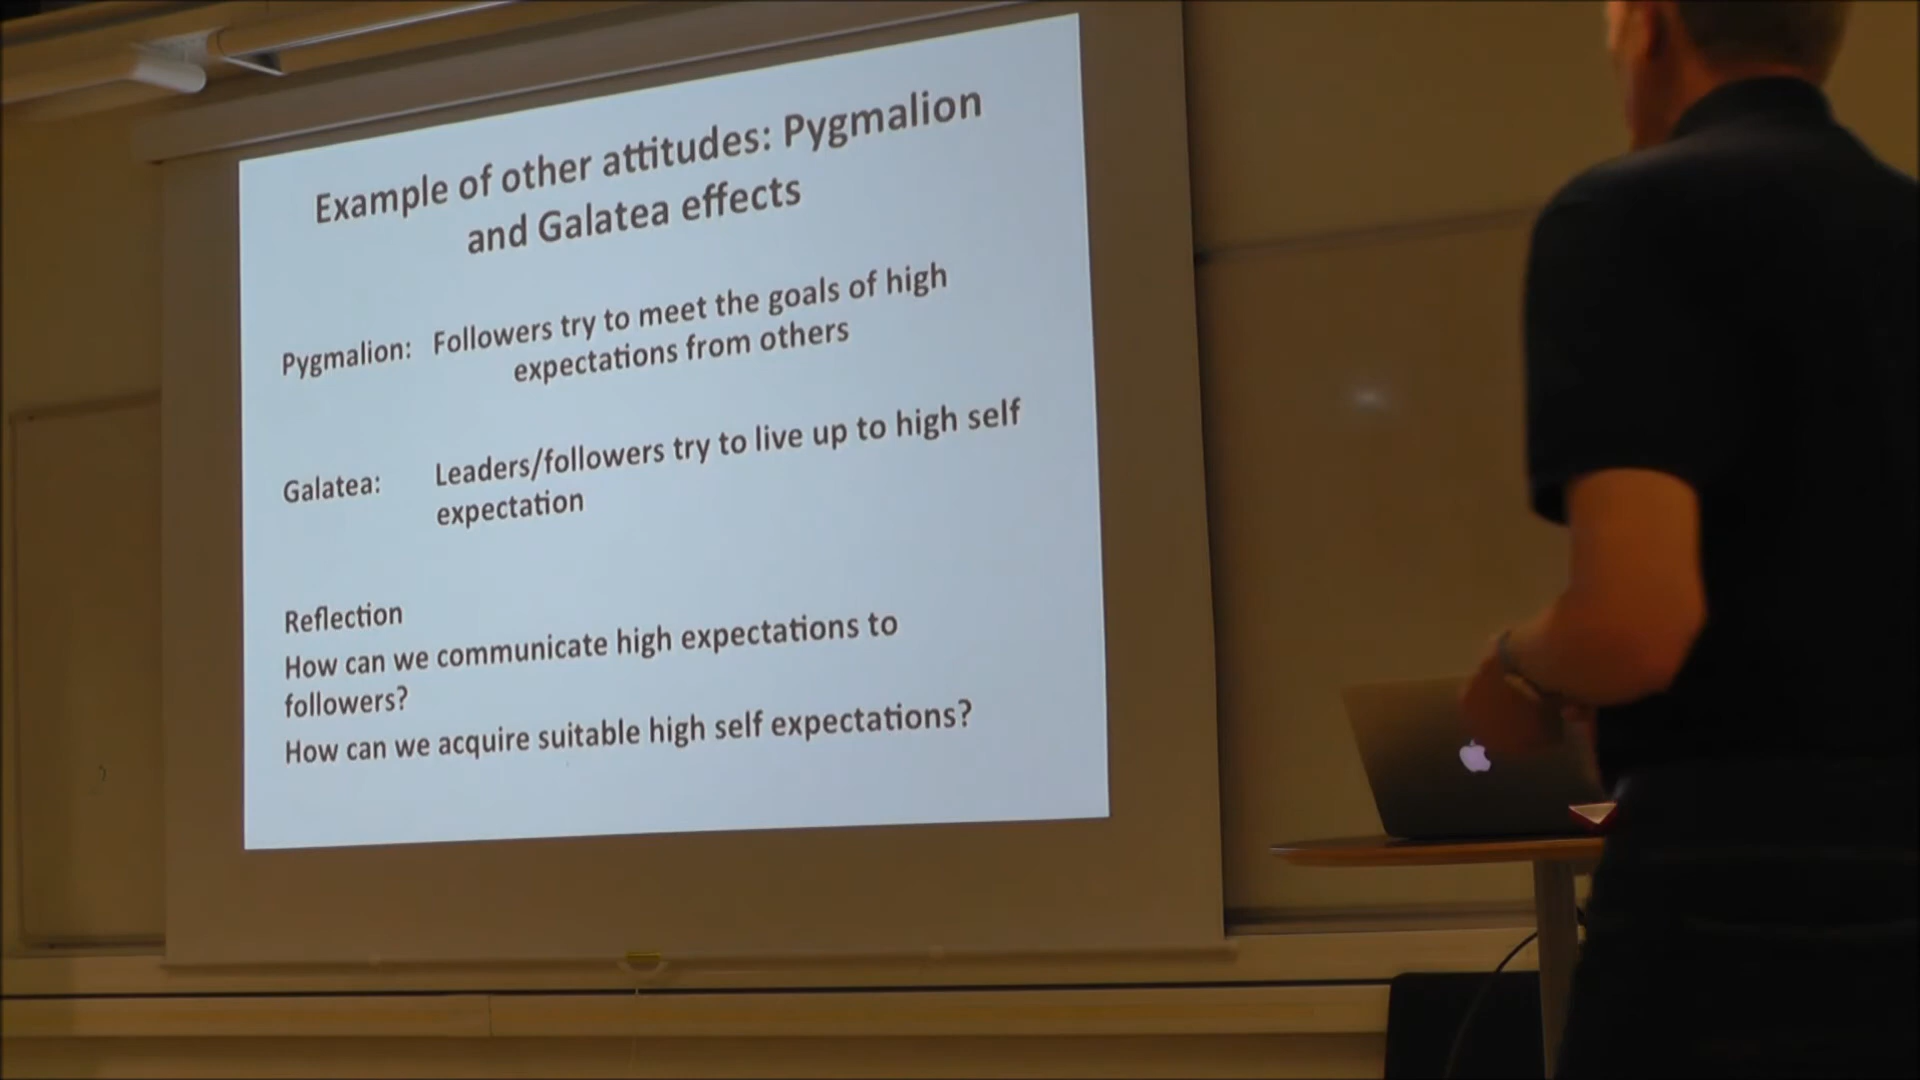 Example of other attitudes: Pygmalion
and Galatea effects
Pygmalion: Followers try to meet the goals of high
expectations from others
Galatea: Leaders/followers try to live up to high self
expectation
Reflection
How can we communicate high expectations to
followers?
How can we acquire suitable high self expectations?